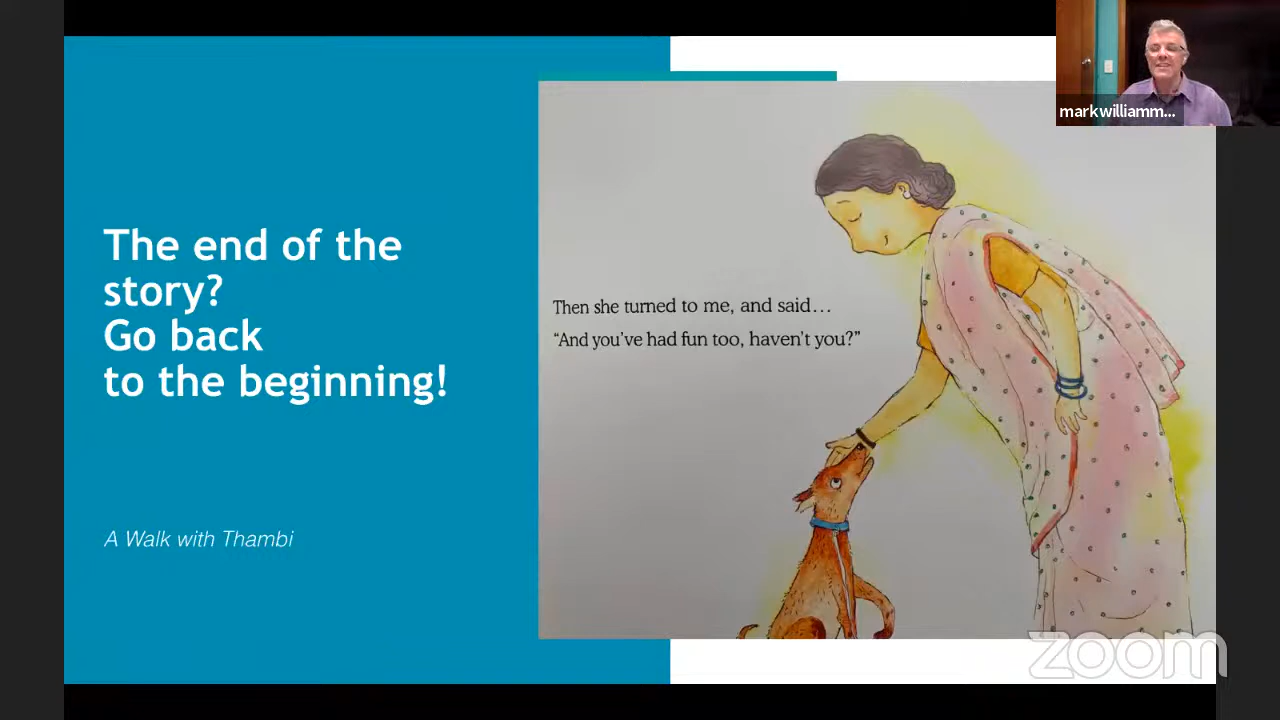 The end of the
story?
Go back
to the beginning!
A Walk with Thambi
Then she turned to me, and said…
“And you’ve had fun too, haven’t you?”
markwilliamm...
zoom